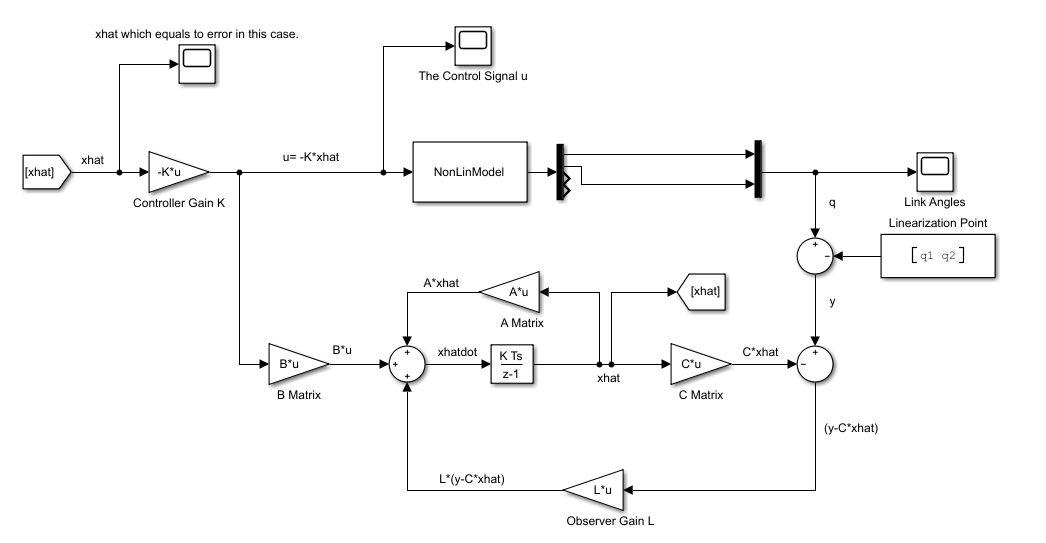 xhat which equals to error in this case.
The Control Signal u
[xhat]
xhat
-K*u
Controller Gain K
u= -K*xhat
NonLinModel
Link Angles
q
Linearization Point
+
-
[q1 q2]
A*xhat
A*u
A Matrix
[xhat]
y
B*u
B Matrix
B*u
+
+
+
xhatdot
K Ts
z-1
xhat
C*u
C Matrix
C*xhat
+
-
(y-C*xhat)
L*(y-C*xhat)
L*u
Observer Gain L